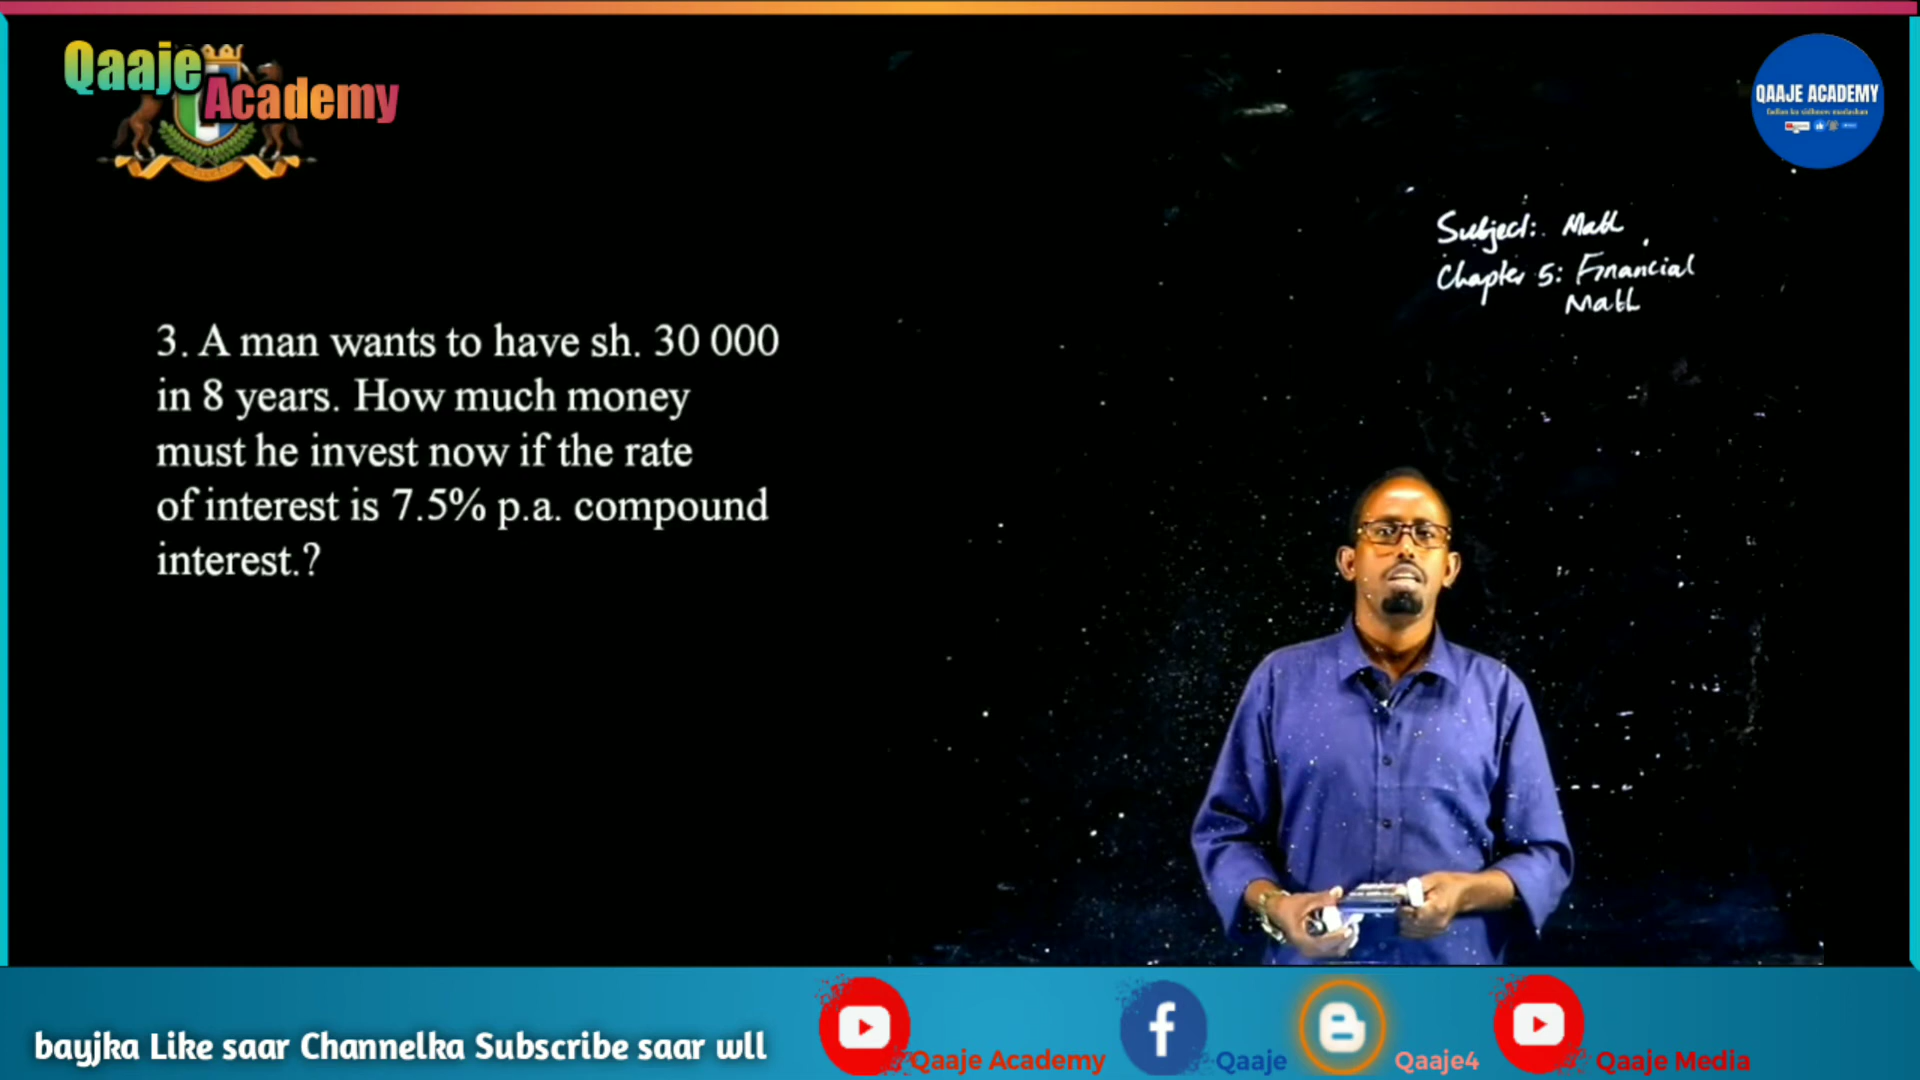 Qaaje
Academy
QAAJE ACADEMY
Subject: Math
Chapter 5: Financial
Math
3. A man wants to have sh. 30 000
in 8 years. How much money
must he invest now if the rate
of interest is 7.5% p.a. compound
interest.?
bayjka Like saar Channelka Subscribe saar wll
Qaaje Academy
Qaaje
Qaaje4
Qaaje Media